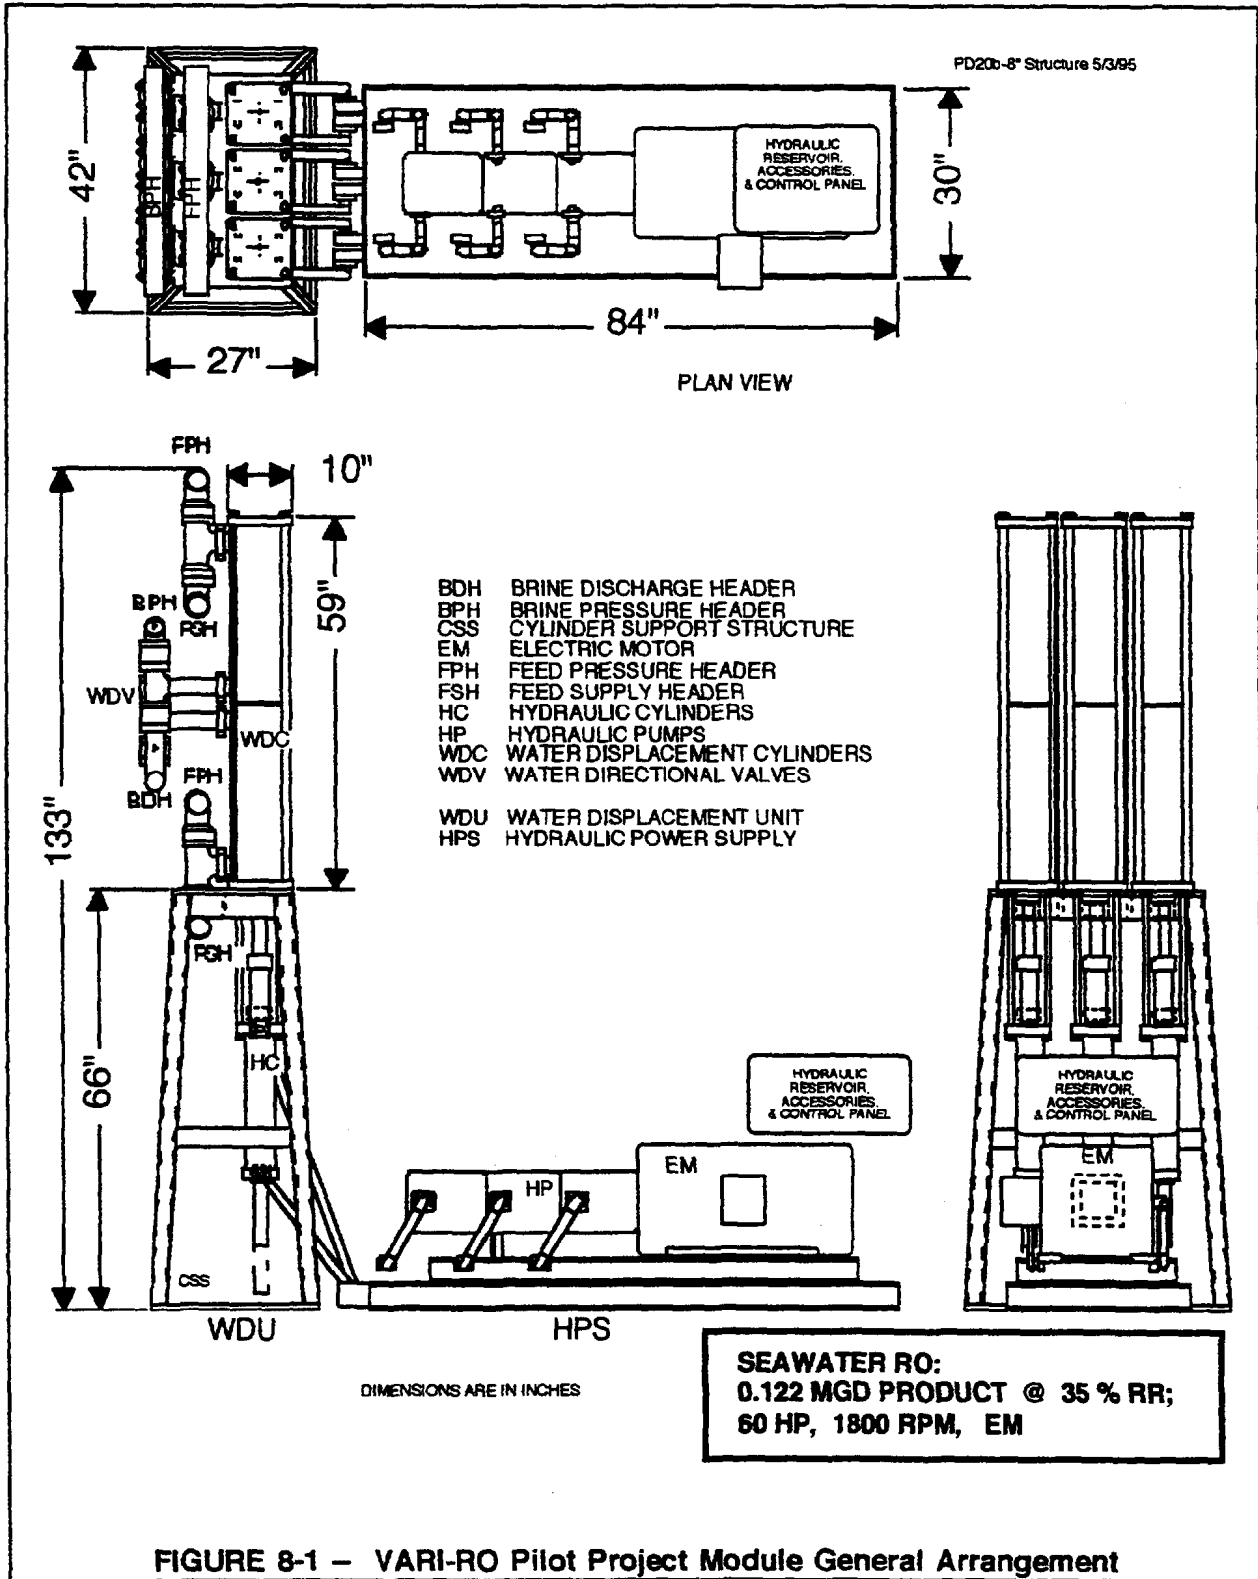 PD20b-8" Structure 5/3/95
42"
BPH
FPH
HYDRAULIC
RESERVOIR,
ACCESSORIES,
& CONTROL PANEL
30"
84"
27"
PLAN VIEW
FPH
10"
133"
59"
BPH
FSH
WDV
WDC
BDH
FPH
BDH BRINE DISCHARGE HEADER
BPH BRINE PRESSURE HEADER
CSS CYLINDER SUPPORT STRUCTURE
EM ELECTRIC MOTOR
FPH FEED PRESSURE HEADER
FSH FEED SUPPLY HEADER
HC HYDRAULIC CYLINDERS
HP HYDRAULIC PUMPS
WDC WATER DISPLACEMENT CYLINDERS
WDV WATER DIRECTIONAL VALVES
WDU WATER DISPLACEMENT UNIT
HPS HYDRAULIC POWER SUPPLY
FSH
66"
HC
HYDRAULIC
RESERVOIR,
ACCESSORIES,
& CONTROL PANEL
HYDRAULIC
RESERVOIR,
ACCESSORIES,
& CONTROL PANEL
EM
HP
EM
CSS
WDU
HPS
DIMENSIONS ARE IN INCHES
SEAWATER RO:
0.122 MGD PRODUCT @ 35 % RR;
60 HP, 1800 RPM, EM
FIGURE 8-1 – VARI-RO Pilot Project Module General Arrangement